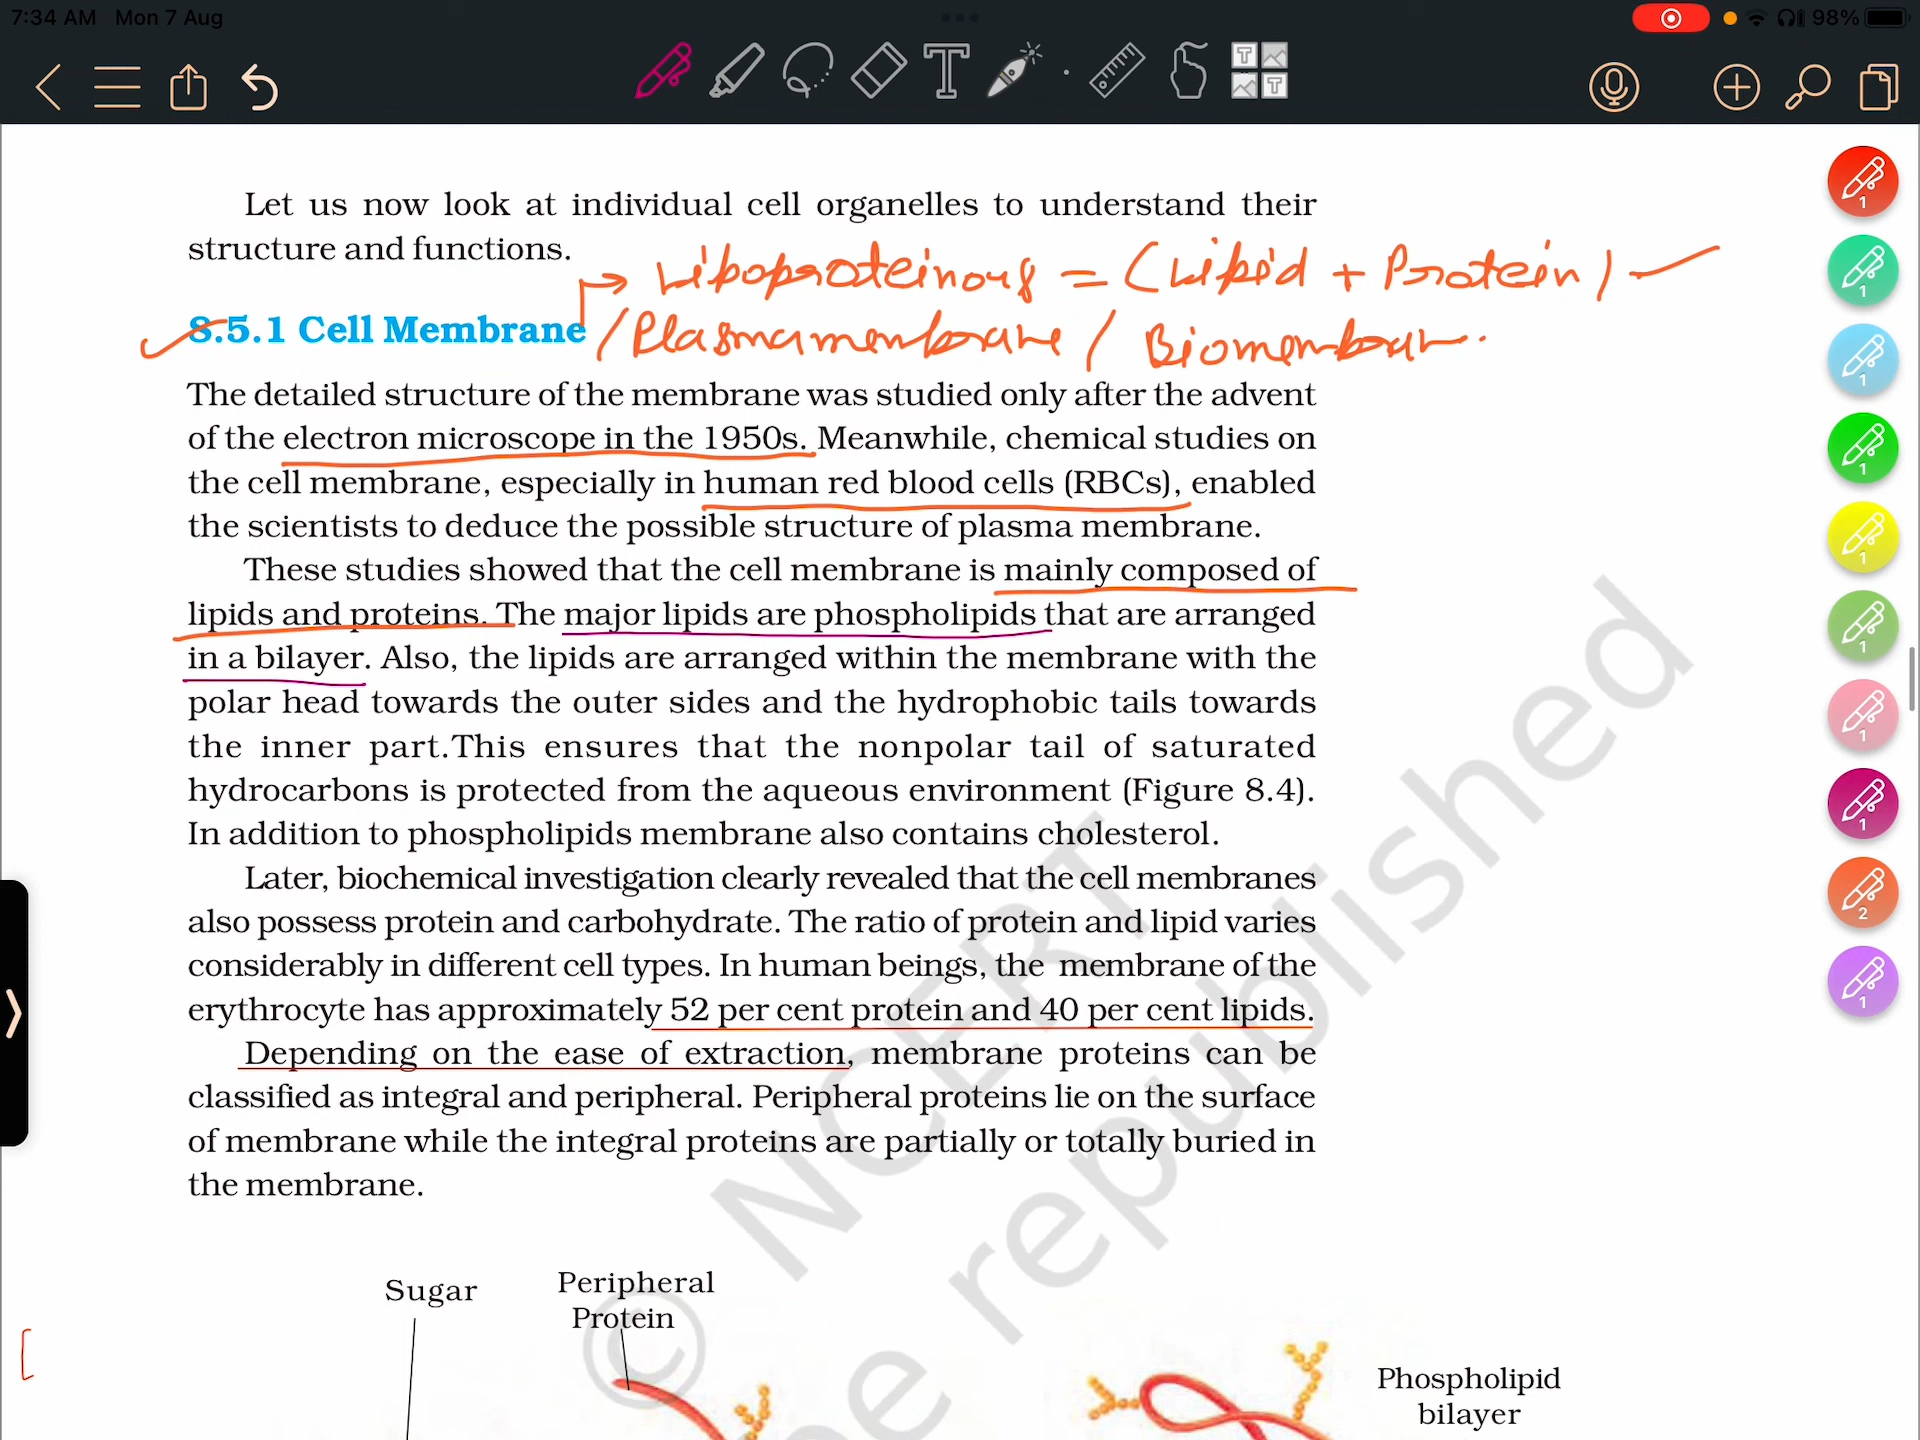 7:34 AM Mon 7 Aug
98%
Let us now look at individual cell organelles to understand their
structure and functions.
→ Lipoproteinous = (Lipid + Protein)
8.5.1 Cell Membrane / Plasmamembrane / Biomembran
The detailed structure of the membrane was studied only after the advent
of the electron microscope in the 1950s. Meanwhile, chemical studies on
the cell membrane, especially in human red blood cells (RBCs), enabled
the scientists to deduce the possible structure of plasma membrane.
These studies showed that the cell membrane is mainly composed of
lipids and proteins. The major lipids are phospholipids that are arranged
in a bilayer. Also, the lipids are arranged within the membrane with the
polar head towards the outer sides and the hydrophobic tails towards
the inner part.This ensures that the nonpolar tail of saturated
hydrocarbons is protected from the aqueous environment (Figure 8.4).
In addition to phospholipids membrane also contains cholesterol.
Later, biochemical investigation clearly revealed that the cell membranes
also possess protein and carbohydrate. The ratio of protein and lipid varies
considerably in different cell types. In human beings, the membrane of the
erythrocyte has approximately 52 per cent protein and 40 per cent lipids.
Depending on the ease of extraction, membrane proteins can be
classified as integral and peripheral. Peripheral proteins lie on the surface
of membrane while the integral proteins are partially or totally buried in
the membrane.
Sugar
Peripheral
Protein
Phospholipid
bilayer
© NCERT
republished
1
1
1
1
1
1
1
1
2
1